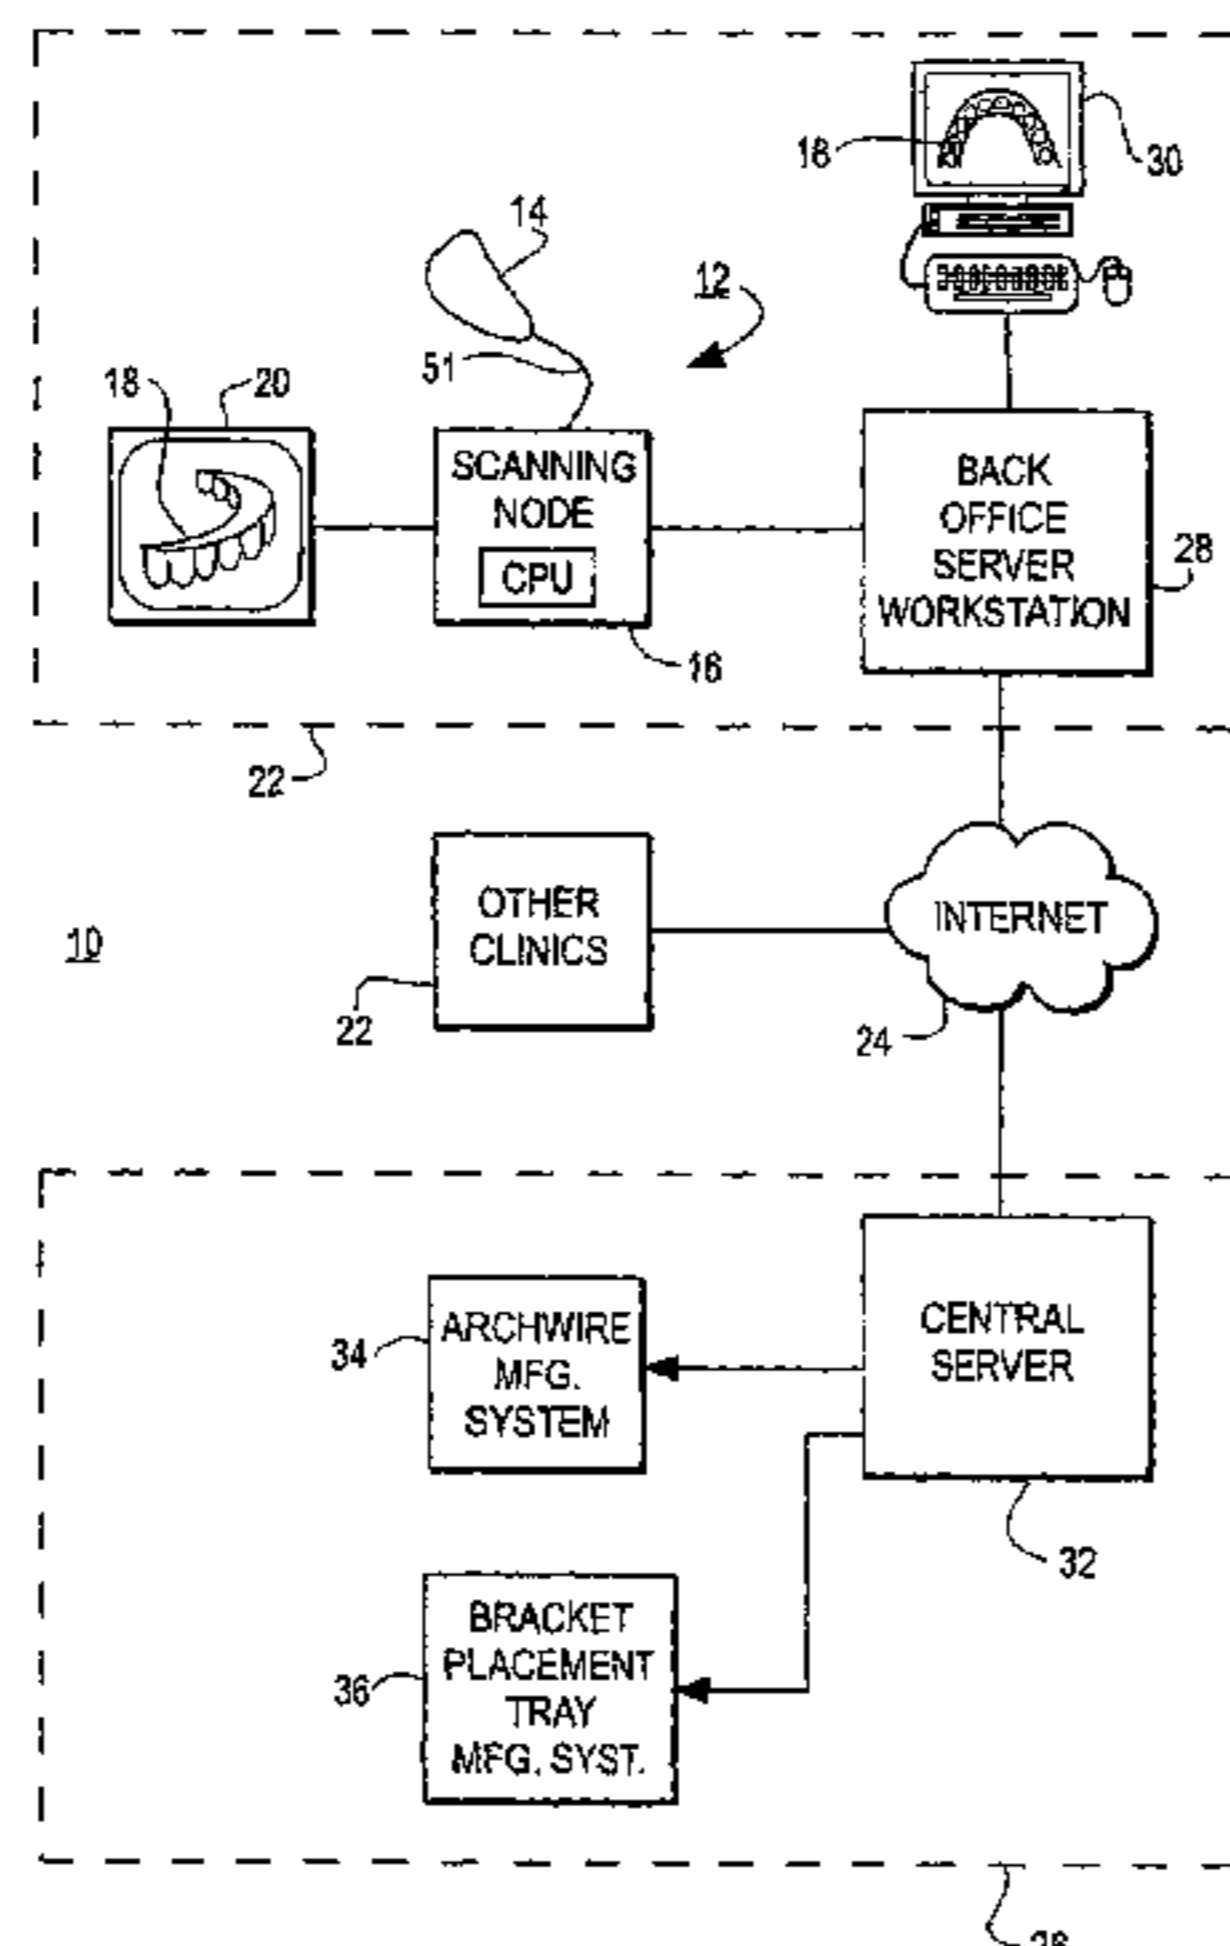 18
30
14
12
51
18
20
SCANNING
NODE
CPU
16
BACK
OFFICE
SERVER
WORKSTATION
28
22
OTHER
CLINICS
22
INTERNET
24
10
ARCHWIRE
MFG.
SYSTEM
34
CENTRAL
SERVER
32
BRACKET
PLACEMENT
TRAY
MFG. SYST.
36